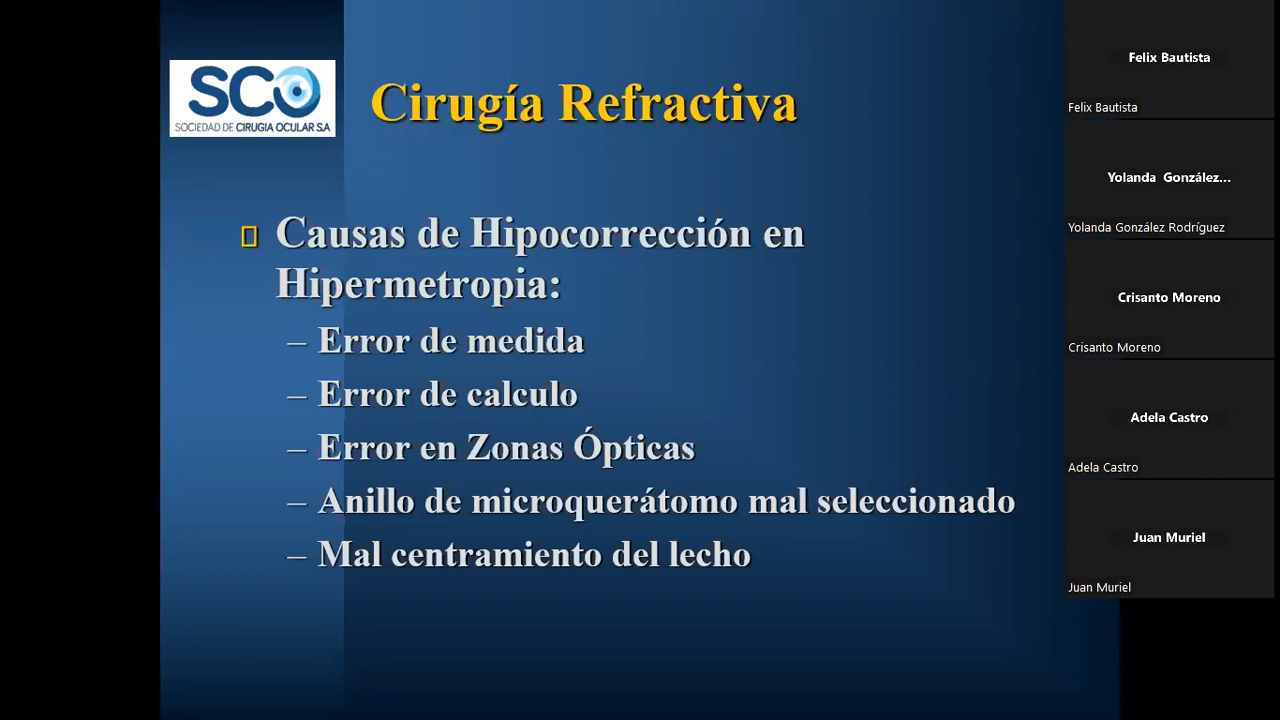 SCO
SOCIEDAD DE CIRUGIA OCULAR S.A
Cirugía Refractiva
Causas de Hipocorrección en
Hipermetropia:
– Error de medida
– Error de calculo
– Error en Zonas Ópticas
– Anillo de microquerátomo mal seleccionado
– Mal centramiento del lecho
Felix Bautista
Felix Bautista
Yolanda González...
Yolanda González Rodríguez
Crisanto Moreno
Crisanto Moreno
Adela Castro
Adela Castro
Juan Muriel
Juan Muriel